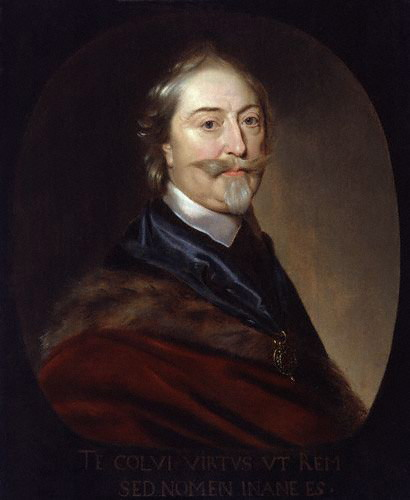 TE COLVI VIRTVS VT REM
SED NOMEN INANE ES.